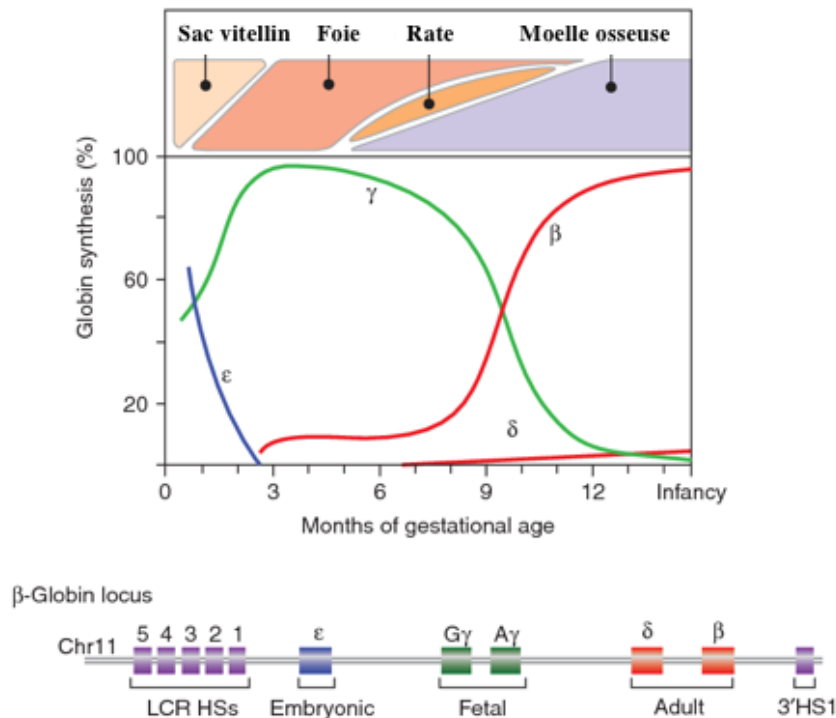 Sac vitellin Foie Rate Moelle osseuse
100
60
20
Globin synthesis (%)
γ
β
ε
δ
0 3 6 9 12 Infancy
Months of gestational age
β-Globin locus
Chr11 5 4 3 2 1 ε Gγ Aγ δ β
LCR HSs Embryonic Fetal Adult 3'HS1